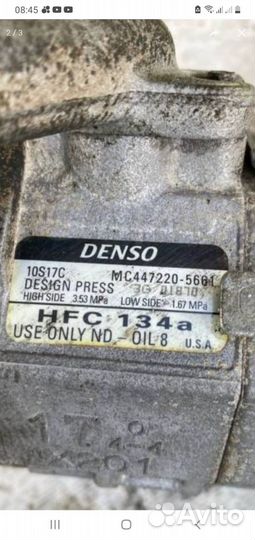 08:45
2 / 3
DENSO
10S17C MC447220-5661
DESIGN PRESS
HIGH SIDE 3.53 MPa LOW SIDE 1.67 MPa
HFC 134a
USE ONLY ND-OIL 8 U.S.A
Avito